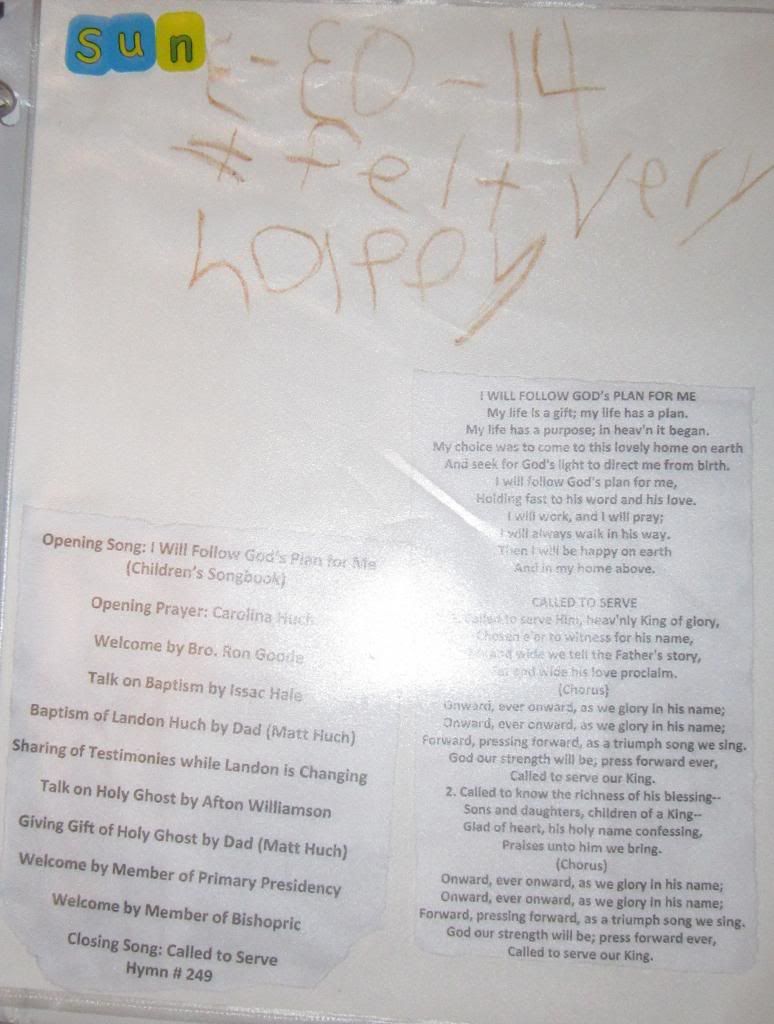 Sun
3-30-14
I felt very
happy
Opening Song: I Will Follow God's Plan for Me
(Children's Songbook)
Opening Prayer: Carolina Huch
Welcome by Bro. Ron Goode
Talk on Baptism by Issac Hale
Baptism of Landon Huch by Dad (Matt Huch)
Sharing of Testimonies while Landon is Changing
Talk on Holy Ghost by Afton Williamson
Giving Gift of Holy Ghost by Dad (Matt Huch)
Welcome by Member of Primary Presidency
Welcome by Member of Bishopric
Closing Song: Called to Serve
Hymn # 249
I WILL FOLLOW GOD's PLAN FOR ME
My life is a gift; my life has a plan.
My life has a purpose; in heav'n it began.
My choice was to come to this lovely home on earth
And seek for God's light to direct me from birth.
I will follow God's plan for me,
Holding fast to his word and his love.
I will work, and I will pray;
I will always walk in his way.
Then I will be happy on earth
And in my home above.
CALLED TO SERVE
Called to serve Him, heav'nly King of glory,
Chosen e'er to witness for his name,
and wide we tell the Father's story,
and wide his love proclaim.
(Chorus)
Onward, ever onward, as we glory in his name;
Onward, ever onward, as we glory in his name;
Forward, pressing forward, as a triumph song we sing.
God our strength will be; press forward ever,
Called to serve our King.
2. Called to know the richness of his blessing--
Sons and daughters, children of a King--
Glad of heart, his holy name confessing,
Praises unto him we bring.
(Chorus)
Onward, ever onward, as we glory in his name;
Onward, ever onward, as we glory in his name;
Forward, pressing forward, as a triumph song we sing.
God our strength will be; press forward ever,
Called to serve our King.